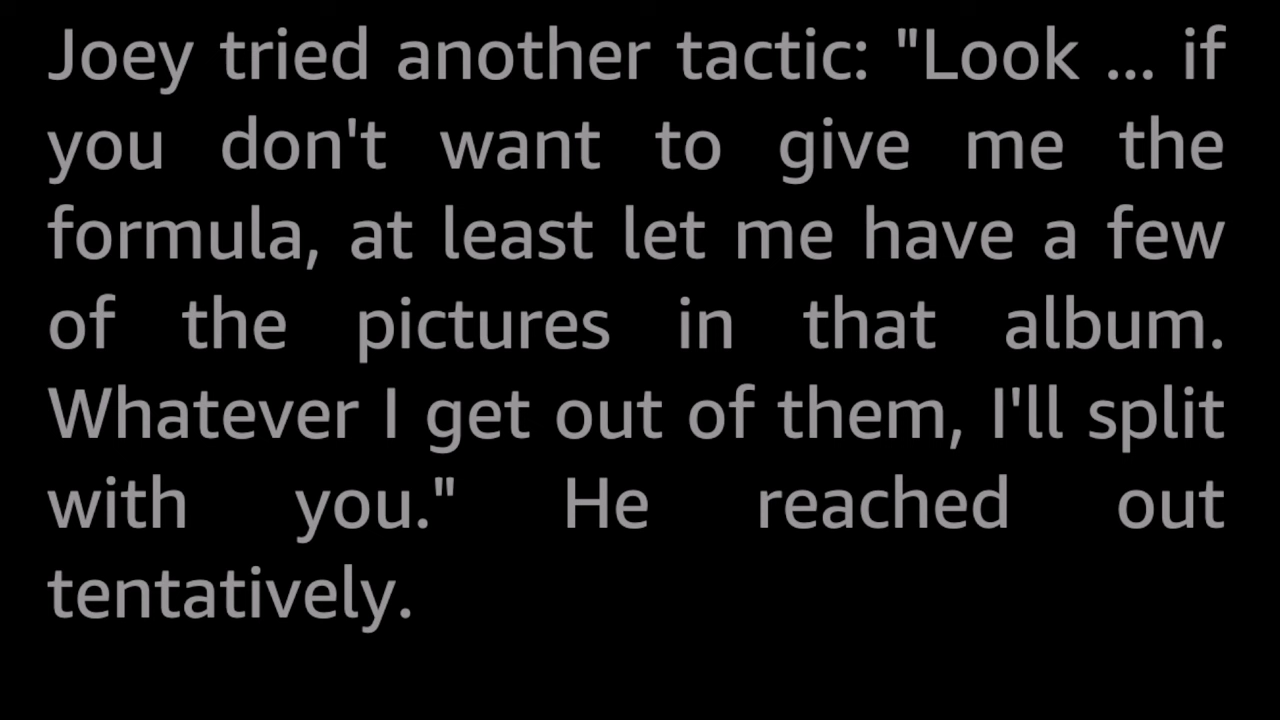 Joey tried another tactic: "Look ... if
you don't want to give me the
formula, at least let me have a few
of the pictures in that album.
Whatever I get out of them, I'll split
with you." He reached out
tentatively.